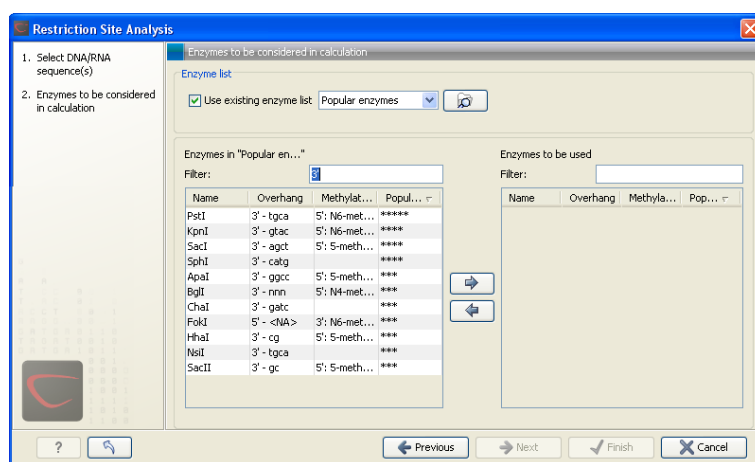 Restriction Site Analysis
1. Select DNA/RNA
sequence(s)
2. Enzymes to be considered
in calculation
Enzymes to be considered in calculation
Enzyme list
Use existing enzyme list Popular enzymes
Enzymes in "Popular en..."
Filter: 3'
Name Overhang Methylat... Popul...
PstI 3' - tgca 5': N6-met... *****
KpnI 3' - gtac 5': N6-met... ****
SacI 3' - agct 5': 5-meth... ****
SphI 3' - catg ****
ApaI 3' - ggcc 5': 5-meth... ***
BglI 3' - nnn 5': N4-met... ***
ChaI 3' - gatc ***
FokI 5' - <NA> 3': N6-met... ***
HhaI 3' - cg 5': 5-meth... ***
NsiI 3' - tgca ***
SacII 3' - gc 5': 5-meth... ***
Enzymes to be used
Filter:
Name Overhang Methyla... Pop...
? Previous Next Finish Cancel